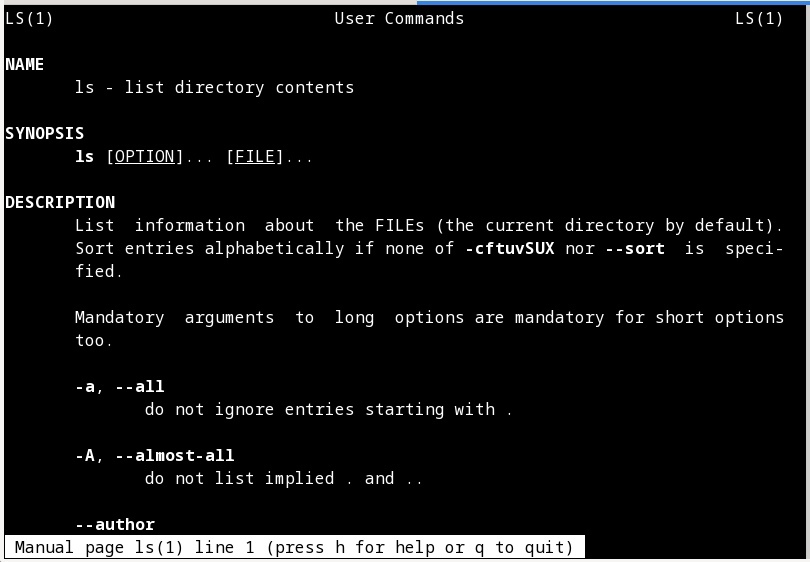 LS(1) User Commands LS(1)
NAME
ls - list directory contents
SYNOPSIS
ls [OPTION]... [FILE]...
DESCRIPTION
List information about the FILEs (the current directory by default).
Sort entries alphabetically if none of -cftuvSUX nor --sort is speci-
fied.
Mandatory arguments to long options are mandatory for short options
too.
-a, --all
do not ignore entries starting with .
-A, --almost-all
do not list implied . and ..
--author
Manual page ls(1) line 1 (press h for help or q to quit)